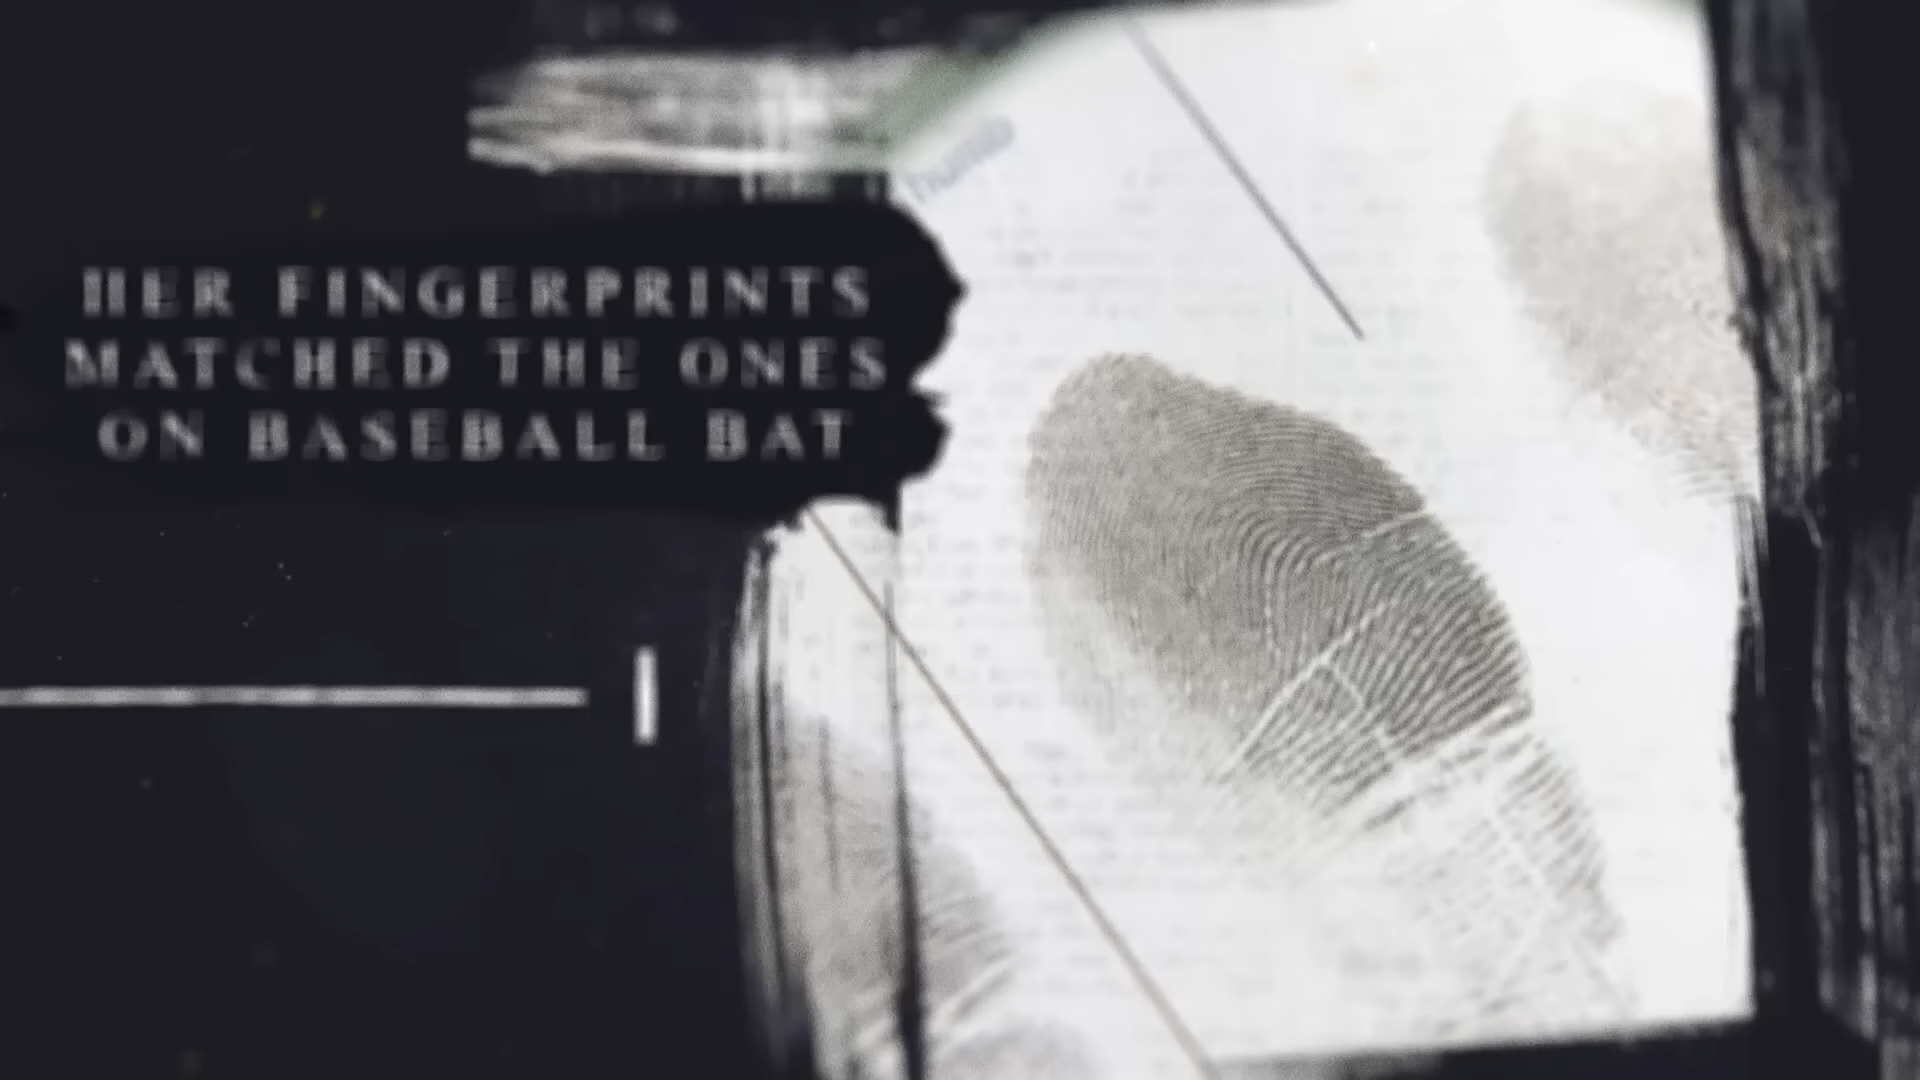 HER FINGERPRINTS
MATCHED THE ONES
ON BASEBALL BAT